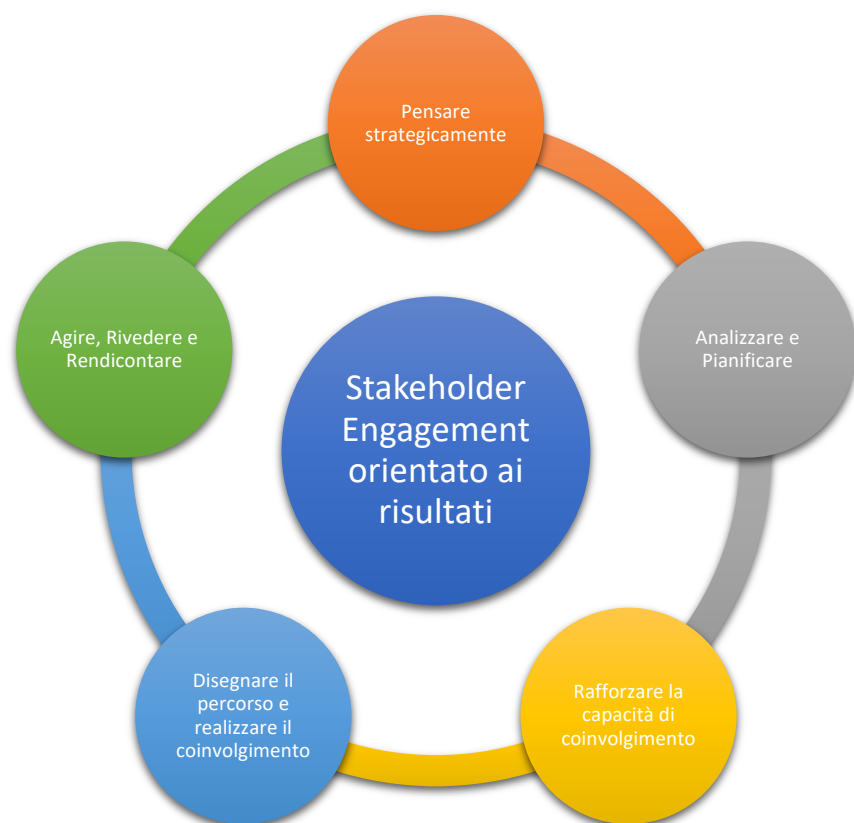 Pensare
strategicamente
Analizzare e
Pianificare
Rafforzare la
capacità di
coinvolgimento
Disegnare il
percorso e
realizzare il
coinvolgimento
Agire, Rivedere e
Rendicontare
Stakeholder
Engagement
orientato ai
risultati